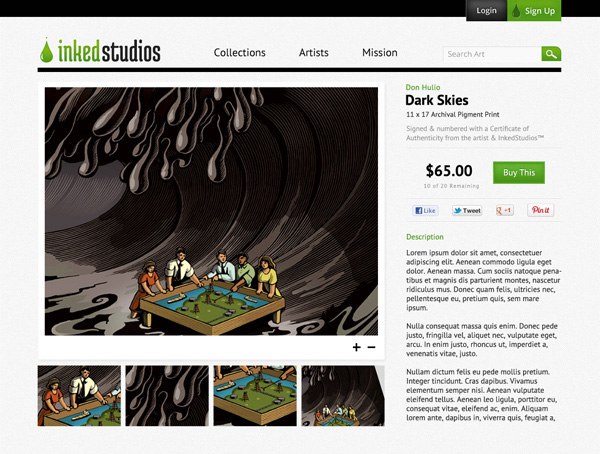 Login
Sign Up
inkedstudios
Collections
Artists
Mission
Search Art
Don Hulio
Dark Skies
11 x 17 Archival Pigment Print
Signed & numbered with a Certificate of
Authenticity from the artist & InkedStudios™
$65.00
10 of 20 Remaining
Buy This
Like
Tweet
+1
Pin it
Description
Lorem ipsum dolor sit amet, consectetuer
adipiscing elit. Aenean commodo ligula eget
dolor. Aenean massa. Cum sociis natoque pena-
tibus et magnis dis parturient montes, nascetur
ridiculus mus. Donec quam felis, ultricies nec,
pellentesque eu, pretium quis, sem mare
ipsum.
Nulla consequat massa quis enim. Donec pede
justo, fringilla vel, aliquet nec, vulputate eget,
arcu. In enim justo, rhoncus ut, imperdiet a,
venenatis vitae, justo.
Nullam dictum felis eu pede mollis pretium.
Integer tincidunt. Cras dapibus. Vivamus
elementum semper nisi. Aenean vulputate
eleifend tellus. Aenean leo ligula, porttitor eu,
consequat vitae, eleifend ac, enim. Aliquam
lorem ante, dapibus in, viverra quis, feugiat a,